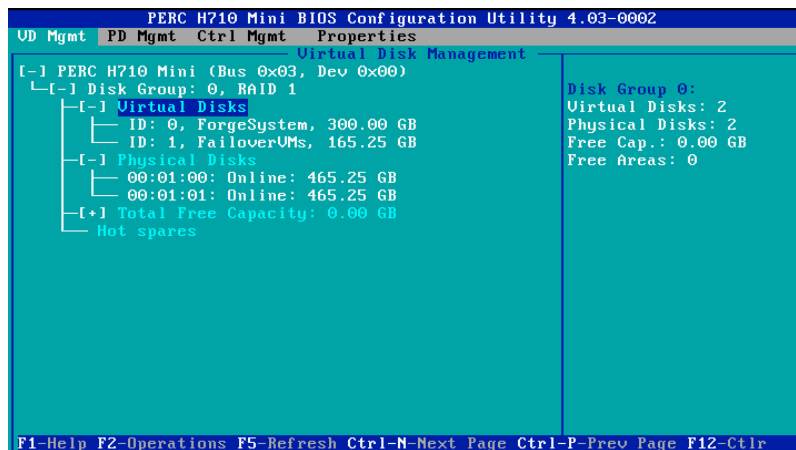 PERC H710 Mini BIOS Configuration Utility 4.03-0002
VD Mgmt PD Mgmt Ctrl Mgmt Properties
Virtual Disk Management
[-] PERC H710 Mini (Bus 0x03, Dev 0x00)
[-] Disk Group: 0, RAID 1
[-] Virtual Disks
ID: 0, ForgeSystem, 300.00 GB
ID: 1, FailoverVMs, 165.25 GB
[-] Physical Disks
00:01:00: Online: 465.25 GB
00:01:01: Online: 465.25 GB
[+] Total Free Capacity: 0.00 GB
Hot spares
Disk Group 0:
Virtual Disks: 2
Physical Disks: 2
Free Cap.: 0.00 GB
Free Areas: 0
F1-Help F2-Operations F5-Refresh Ctrl-N-Next Page Ctrl-P-Prev Page F12-Ctlr